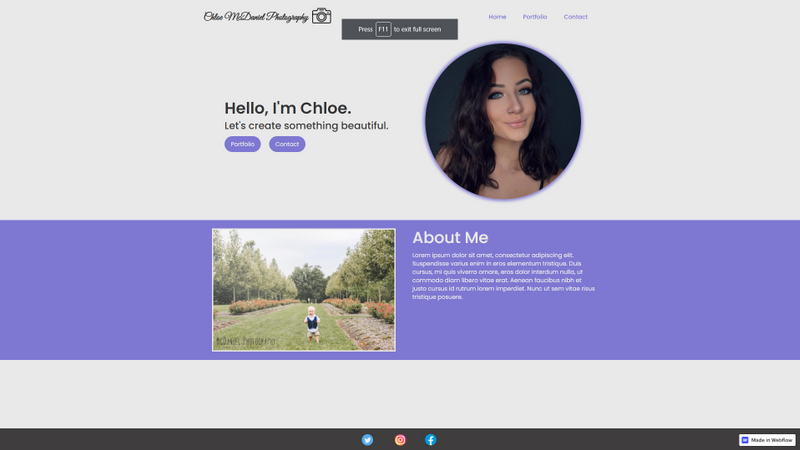 Chloe McDaniel Photography
Home Portfolio Contact
Press F11 to exit full screen
Hello, I'm Chloe.
Let's create something beautiful.
Portfolio Contact
About Me
Lorem ipsum dolor sit amet, consectetur adipiscing elit.
Suspendisse varius enim in eros elementum tristique. Duis
cursus, mi quis viverra ornare, eros dolor interdum nulla, ut
commodo diam libero vitae erat. Aenean faucibus nibh et
justo cursus id rutrum lorem imperdiet. Nunc ut sem vitae risus
tristique posuere.
McDaniel Photography
Made in Webflow